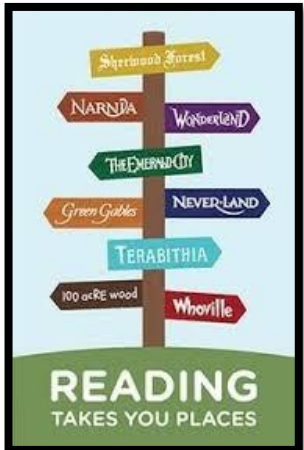 Sherwood Forest
NARNIA
WONDERLAND
THE EMERALD CITY
Green Gables
NEVER-LAND
TERABITHIA
100 acRE wood
Whoville
READING
TAKES YOU PLACES